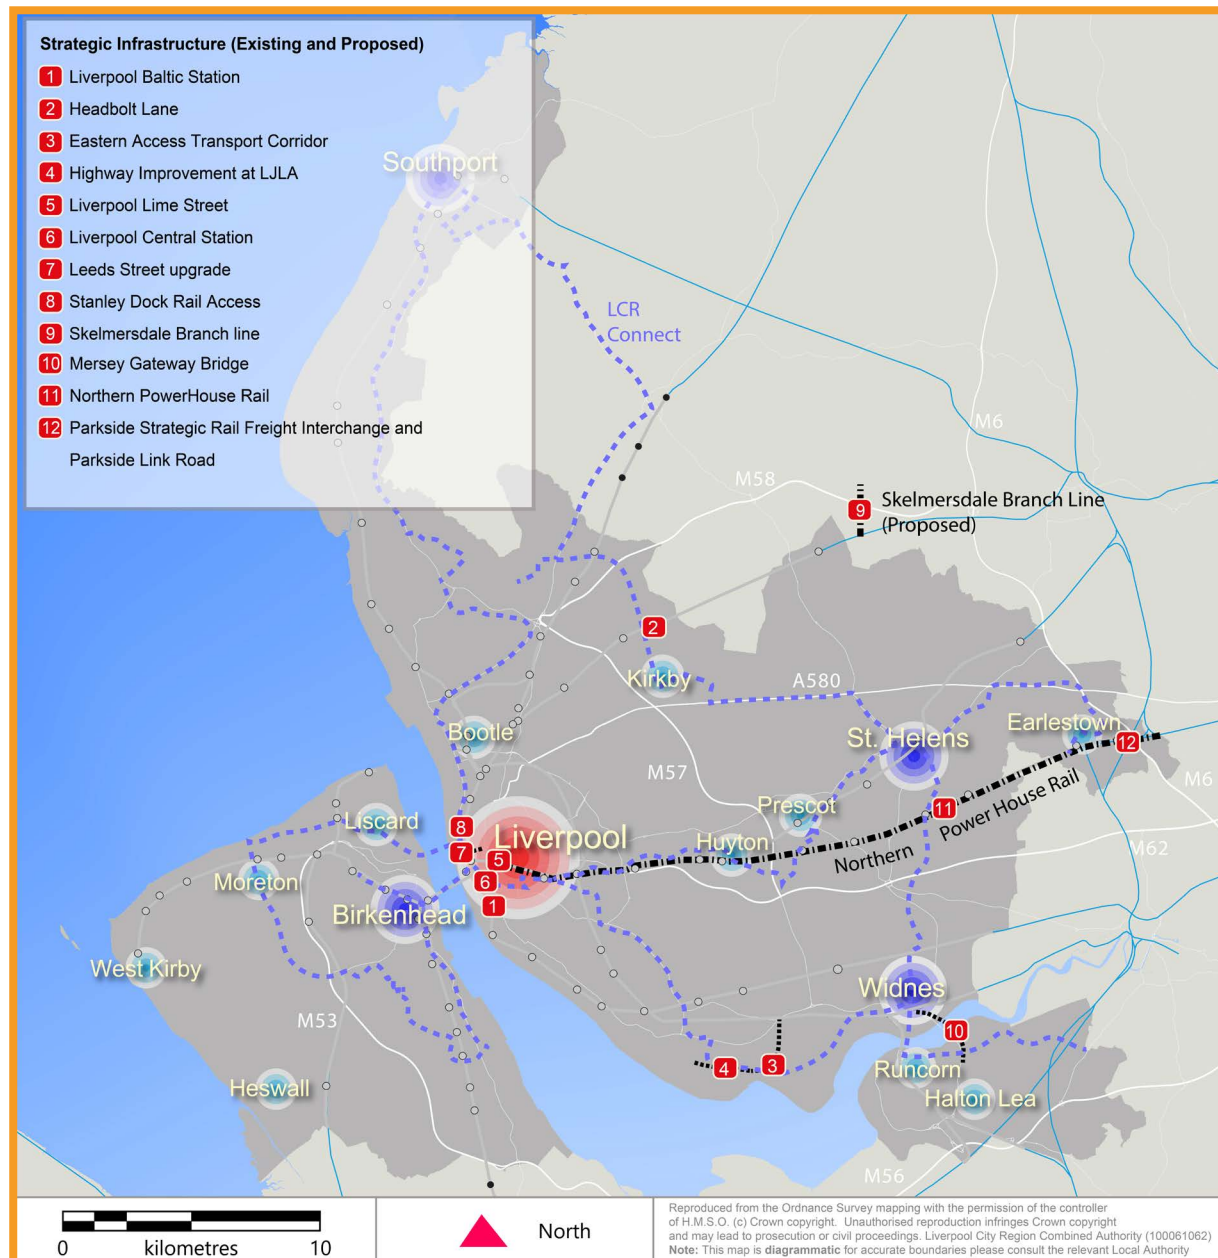 Strategic Infrastructure (Existing and Proposed)
1 Liverpool Baltic Station
2 Headbolt Lane
3 Eastern Access Transport Corridor
4 Highway Improvement at LJLA
5 Liverpool Lime Street
6 Liverpool Central Station
7 Leeds Street upgrade
8 Stanley Dock Rail Access
9 Skelmersdale Branch line
10 Mersey Gateway Bridge
11 Northern PowerHouse Rail
12 Parkside Strategic Rail Freight Interchange and
Parkside Link Road
Southport
LCR
Connect
M6
M58
9
Skelmersdale Branch Line
(Proposed)
2
Kirkby
A580
Bootle
St. Helens
Earlestown
12
M57
M6
Prescot
11
Power House Rail
Liscard
8
Liverpool
7
5
Huyton
Northern
M62
Moreton
6
1
Birkenhead
West Kirby
Widnes
M53
10
4
3
Runcorn
Heswall
Halton Lea
M56
0 kilometres 10
North
Reproduced from the Ordnance Survey mapping with the permission of the controller
of H.M.S.O. (c) Crown copyright. Unauthorised reproduction infringes Crown copyright
and may lead to prosecution or civil proceedings. Liverpool City Region Combined Authority (100061062)
Note: This map is diagrammatic for accurate boundaries please consult the relevant Local Authority